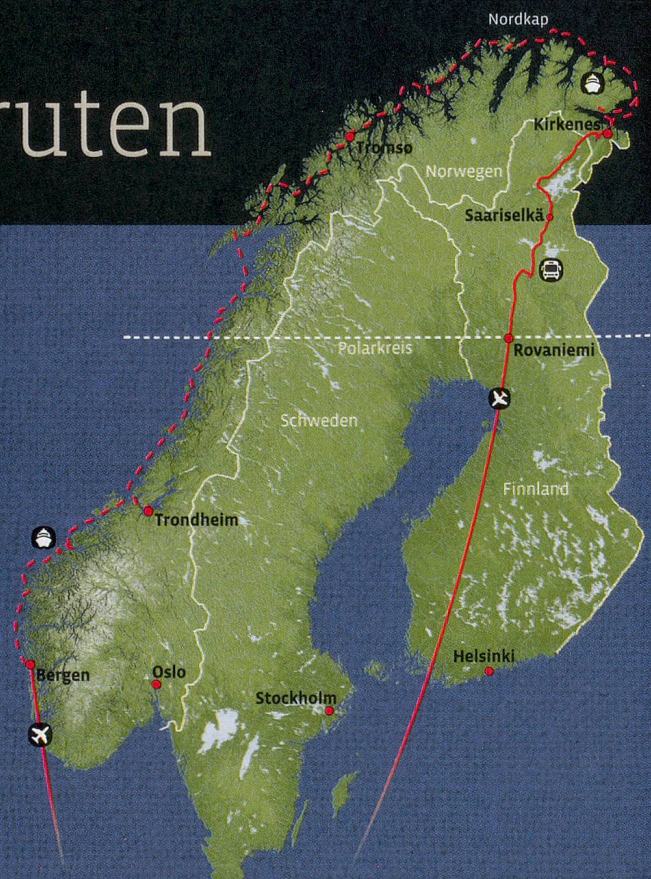 Nordkap
ruten
Kirkenes
Tromsø
Norwegen
Saariselkä
Polarkreis
Rovaniemi
Schweden
Finnland
Trondheim
Helsinki
Bergen
Oslo
Stockholm